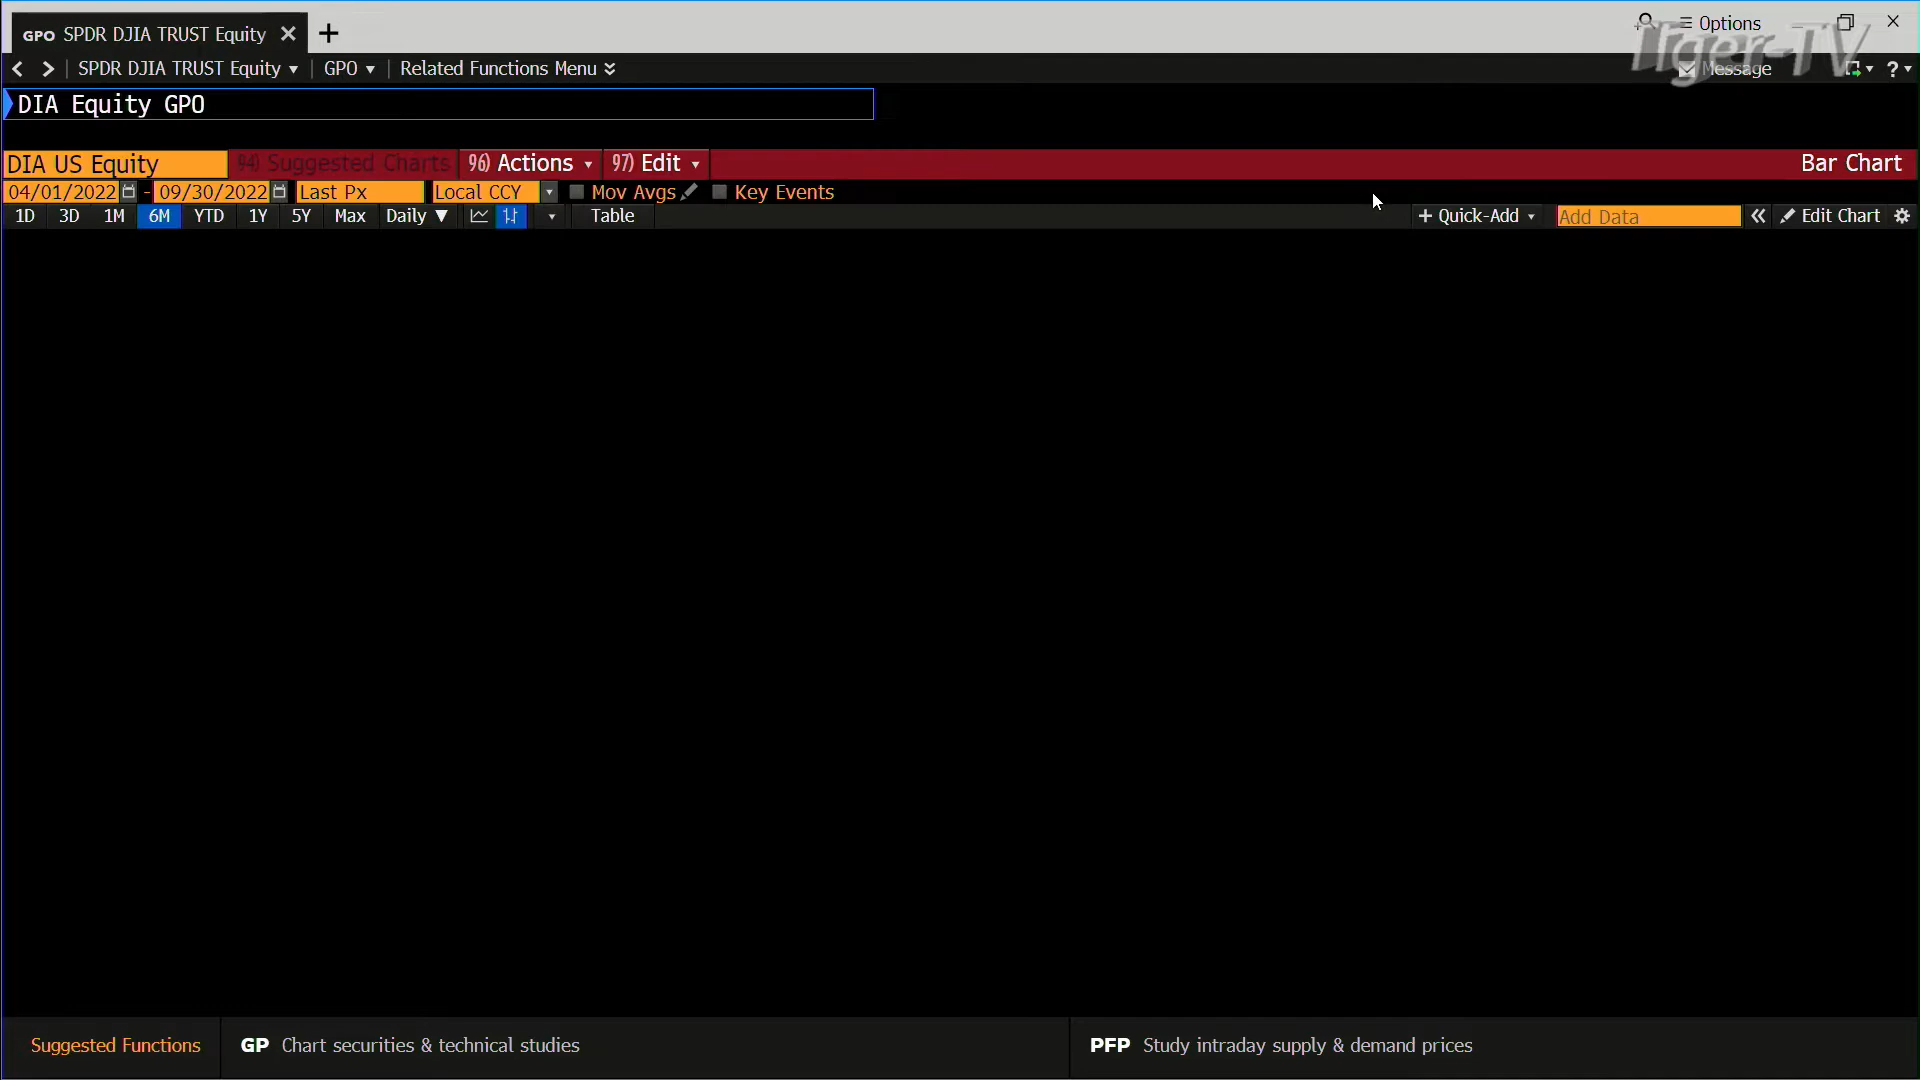 GPO SPDR DJIA TRUST Equity
Options
SPDR DJIA TRUST Equity GPO Related Functions Menu Message ?
Tiger-TV
DIA Equity GPO
DIA US Equity 94) Suggested Charts 96) Actions 97) Edit Bar Chart
04/01/2022 - 09/30/2022 Last Px Local CCY Mov Avgs Key Events
1D 3D 1M 6M YTD 1Y 5Y Max Daily Table + Quick-Add Add Data « Edit Chart
Suggested Functions GP Chart securities & technical studies PFP Study intraday supply & demand prices